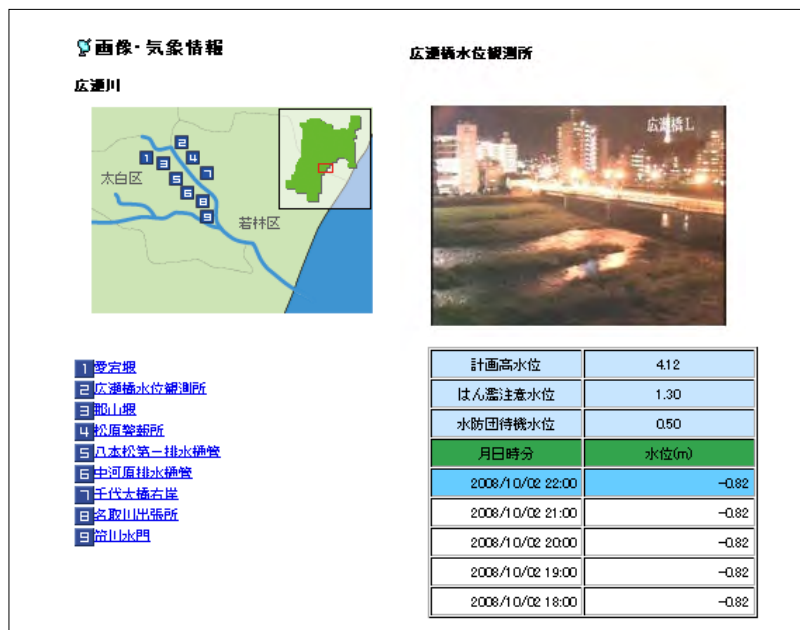 画像・気象情報
広瀬川
太白区
若林区
1
2
3
4
5
6
7
8
9
1 愛宕堰
2 広瀬橋水位観測所
3 郡山堰
4 松原警報所
5 八本松第一排水樋管
6 中河原排水樋管
7 千代大橋右岸
8 名取川出張所
9 笊川水門
広瀬橋水位観測所
広瀬橋L
計画高水位 4.12
はん濫注意水位 1.30
水防団待機水位 0.50
月日時分 水位(m)
2008/10/02 22:00 -0.82
2008/10/02 21:00 -0.82
2008/10/02 20:00 -0.82
2008/10/02 19:00 -0.82
2008/10/02 18:00 -0.82